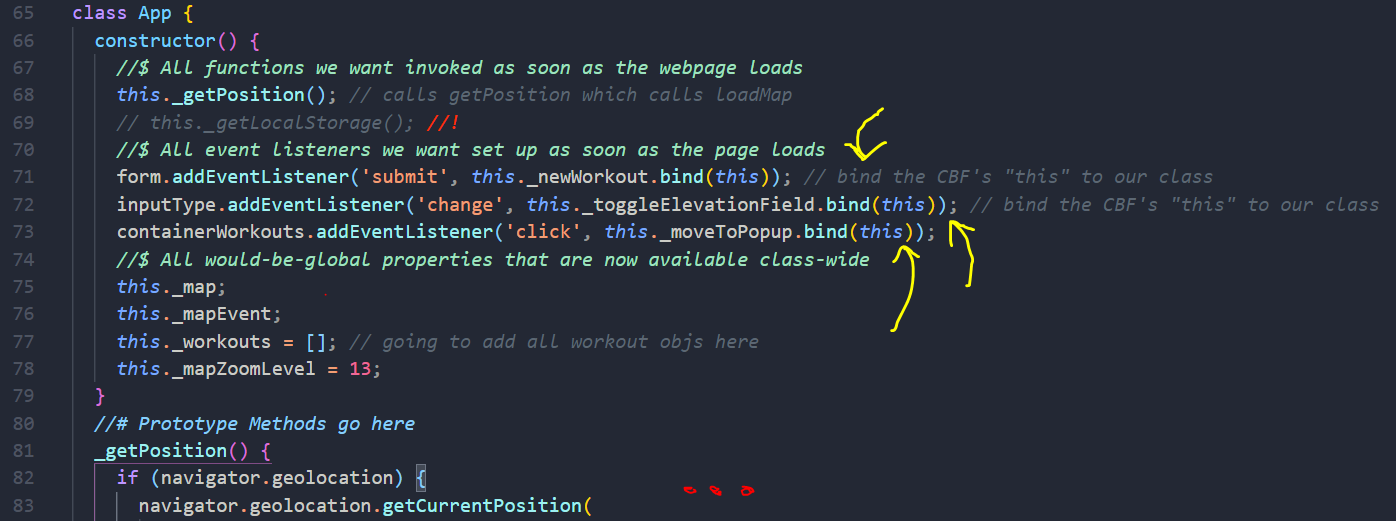 65 class App {
66 constructor() {
67 //$ All functions we want invoked as soon as the webpage loads
68 this._getPosition(); // calls getPosition which calls loadMap
69 // this._getLocalStorage(); //!
70 //$ All event listeners we want set up as soon as the page loads
71 form.addEventListener('submit', this._newWorkout.bind(this)); // bind the CBF's "this" to our class
72 inputType.addEventListener('change', this._toggleElevationField.bind(this)); // bind the CBF's "this" to our class
73 containerWorkouts.addEventListener('click', this._moveToPopup.bind(this));
74 //$ All would-be-global properties that are now available class-wide
75 this._map;
76 this._mapEvent;
77 this._workouts = []; // going to add all workout objs here
78 this._mapZoomLevel = 13;
79 }
80 //# Prototype Methods go here
81 _getPosition() {
82 if (navigator.geolocation) {
83 navigator.geolocation.getCurrentPosition(